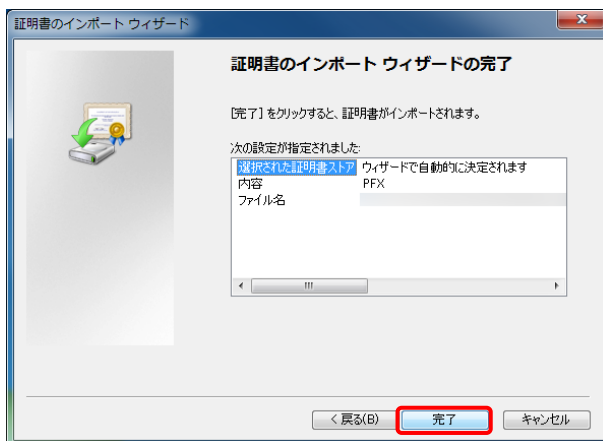 証明書のインポート ウィザード
証明書のインポート ウィザードの完了
[完了] をクリックすると、証明書がインポートされます。
次の設定が指定されました:
選択された証明書ストア ウィザードで自動的に決定されます
内容 PFX
ファイル名
< 戻る(B) 完了 キャンセル